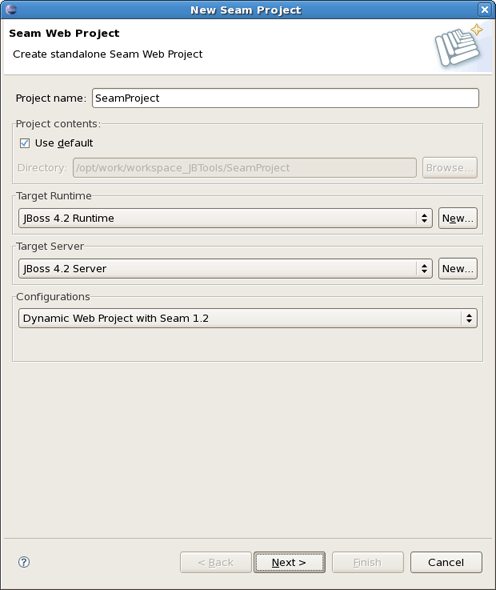 New Seam Project
Seam Web Project
Create standalone Seam Web Project
Project name: SeamProject
Project contents:
Use default
Directory: /opt/work/workspace_JBTools/SeamProject Browse...
Target Runtime
JBoss 4.2 Runtime New...
Target Server
JBoss 4.2 Server New...
Configurations
Dynamic Web Project with Seam 1.2
? < Back Next > Finish Cancel